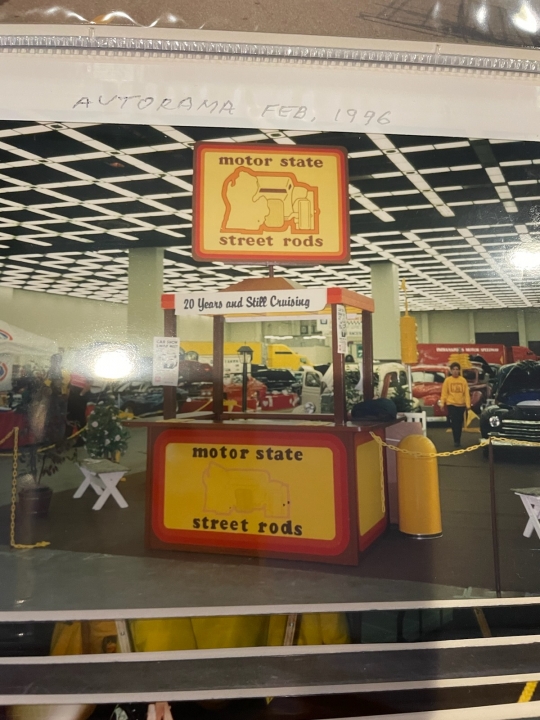 AUTORAMA FEB, 1996
motor state
street rods
20 Years and Still Cruising
motor state
street rods